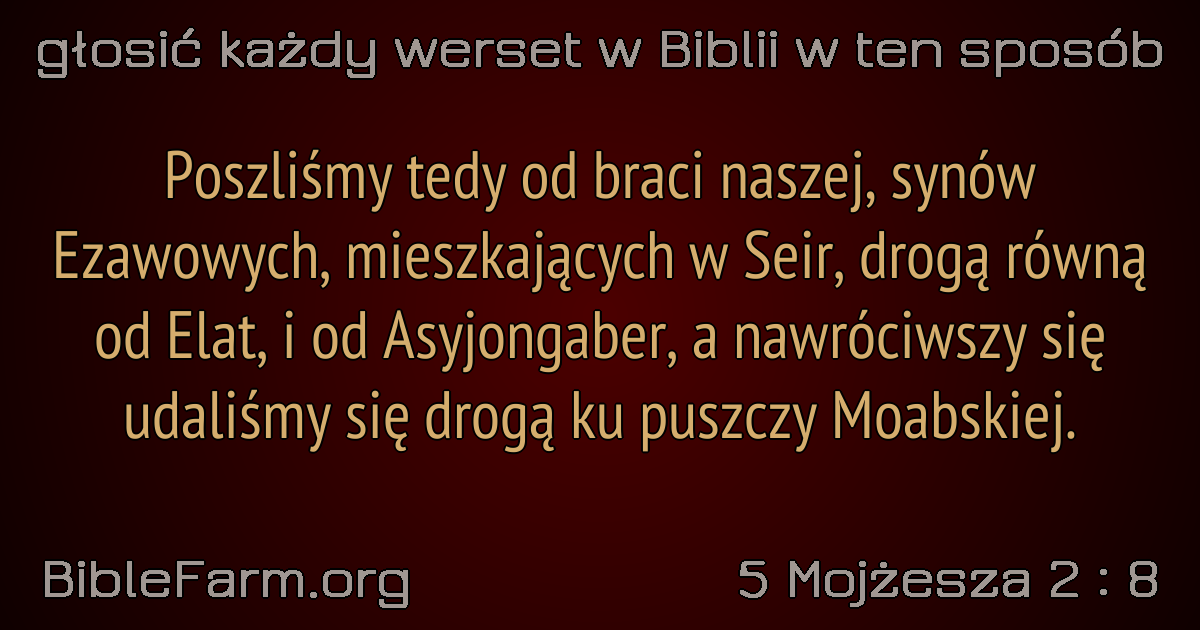 głosić każdy werset w Biblii w ten sposób
Poszliśmy tedy od braci naszej, synów
Ezawowych, mieszkających w Seir, drogą równą
od Elat, i od Asyjongaber, a nawróciwszy się
udaliśmy się drogą ku puszczy Moabskiej.
BibleFarm.org
5 Mojżesza 2 : 8